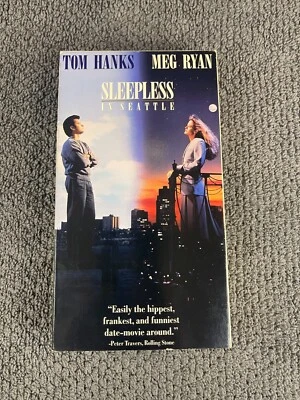 TOM HANKS MEG RYAN
SLEEPLESS
IN SEATTLE
"Easily the hippest,
frankest, and funniest
date-movie around."
-Peter Travers, Rolling Stone